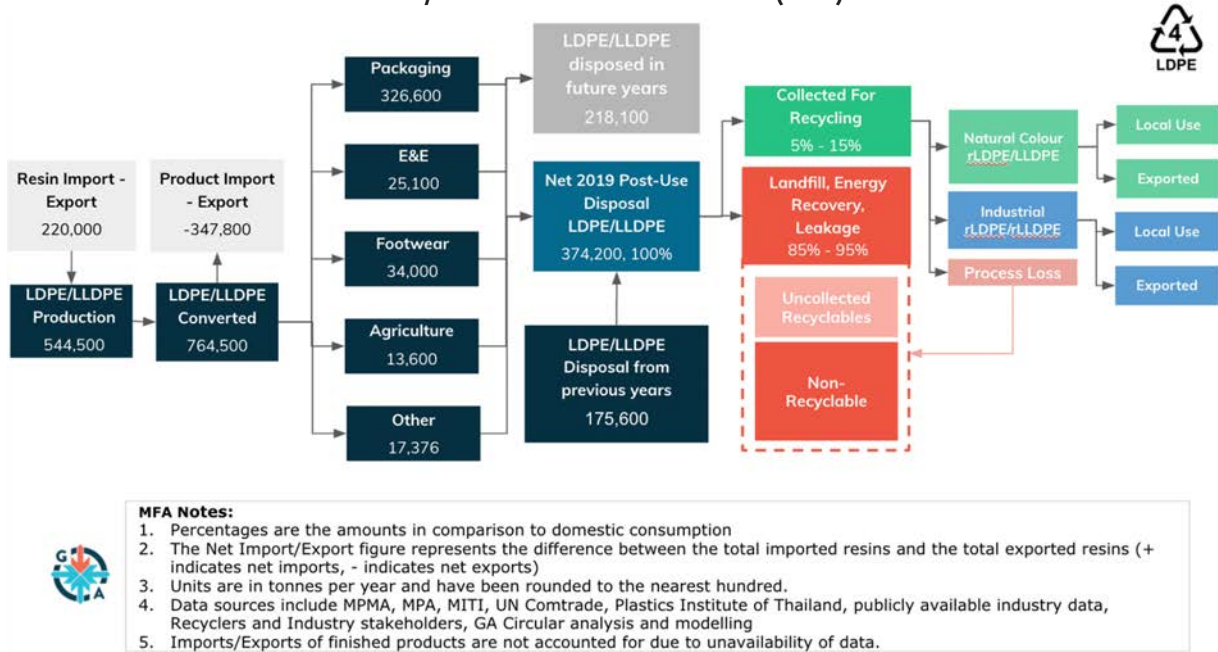 4
LDPE
Resin Import -
Export
220,000
LDPE/LLDPE
Production
544,500
Product Import
- Export
-347,800
LDPE/LLDPE
Converted
764,500
Packaging
326,600
E&E
25,100
Footwear
34,000
Agriculture
13,600
Other
17,376
LDPE/LLDPE
disposed in
future years
218,100
Net 2019 Post-Use
Disposal
LDPE/LLDPE
374,200, 100%
LDPE/LLDPE
Disposal from
previous years
175,600
Collected For
Recycling
5% - 15%
Landfill, Energy
Recovery,
Leakage
85% - 95%
Uncollected
Recyclables
Non-
Recyclable
Natural Colour
rLDPE/LLDPE
Industrial
rLDPE/rLLDPE
Process Loss
Local Use
Exported
Local Use
Exported
G
A
MFA Notes:
1. Percentages are the amounts in comparison to domestic consumption
2. The Net Import/Export figure represents the difference between the total imported resins and the total exported resins (+
indicates net imports, - indicates net exports)
3. Units are in tonnes per year and have been rounded to the nearest hundred.
4. Data sources include MPMA, MPA, MITI, UN Comtrade, Plastics Institute of Thailand, publicly available industry data,
Recyclers and Industry stakeholders, GA Circular analysis and modelling
5. Imports/Exports of finished products are not accounted for due to unavailability of data.